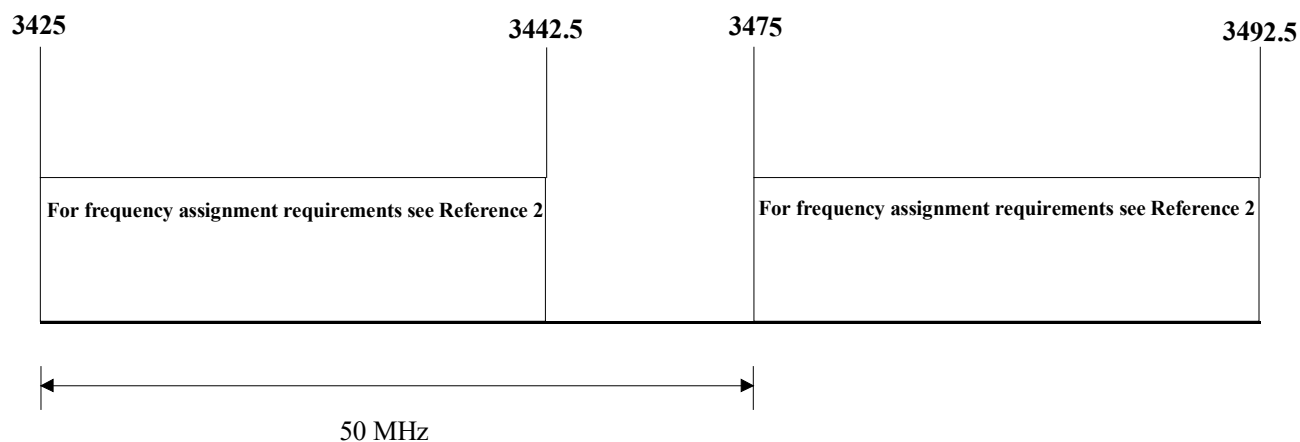 3425 3442.5 3475 3492.5
For frequency assignment requirements see Reference 2 For frequency assignment requirements see Reference 2
50 MHz